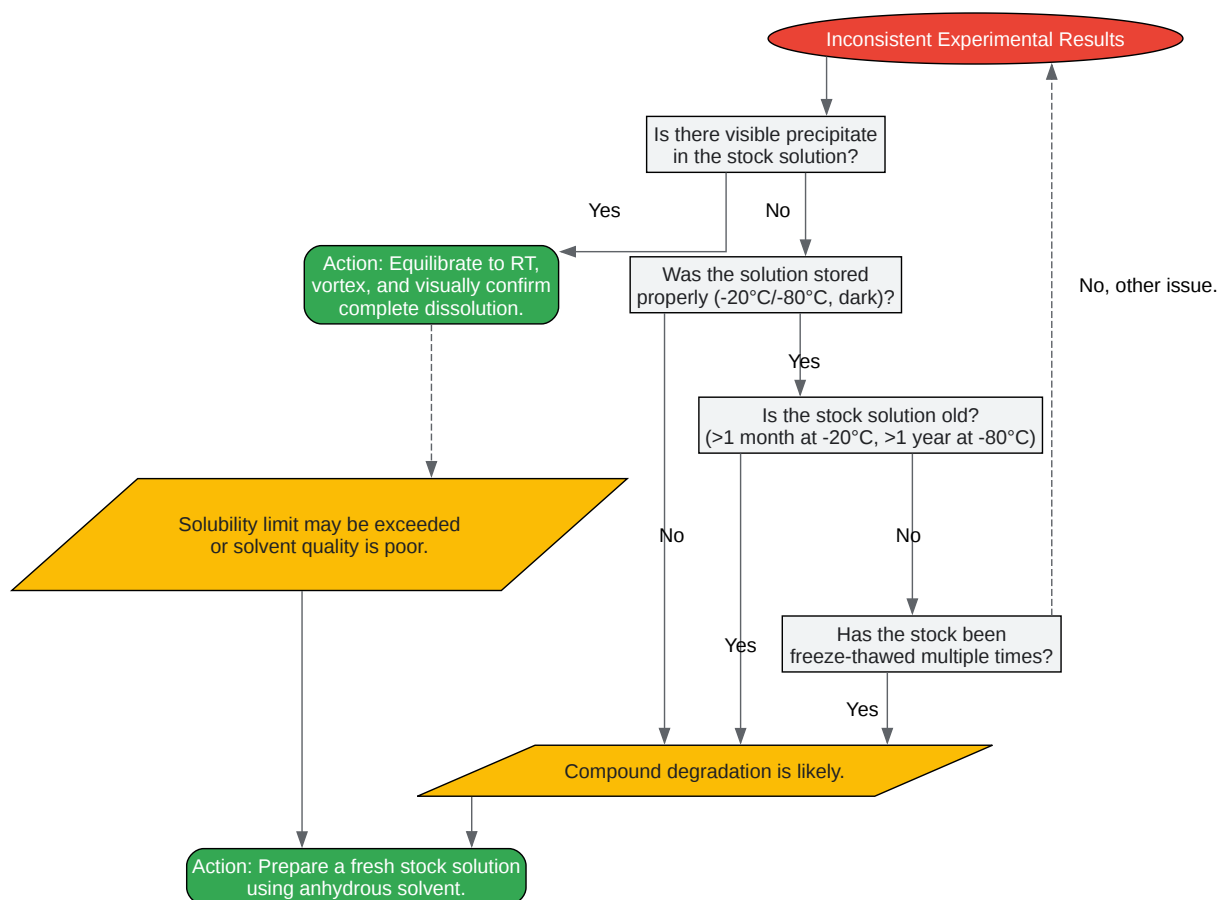 Inconsistent Experimental Results
Is there visible precipitate
in the stock solution?
Yes
No
Action: Equilibrate to RT,
vortex, and visually confirm
complete dissolution.
Was the solution stored
properly (-20°C/-80°C, dark)?
No, other issue.
Yes
Is the stock solution old?
(>1 month at -20°C, >1 year at -80°C)
Solubility limit may be exceeded
or solvent quality is poor.
No
No
Has the stock been
freeze-thawed multiple times?
Yes
Yes
Compound degradation is likely.
Action: Prepare a fresh stock solution
using anhydrous solvent.